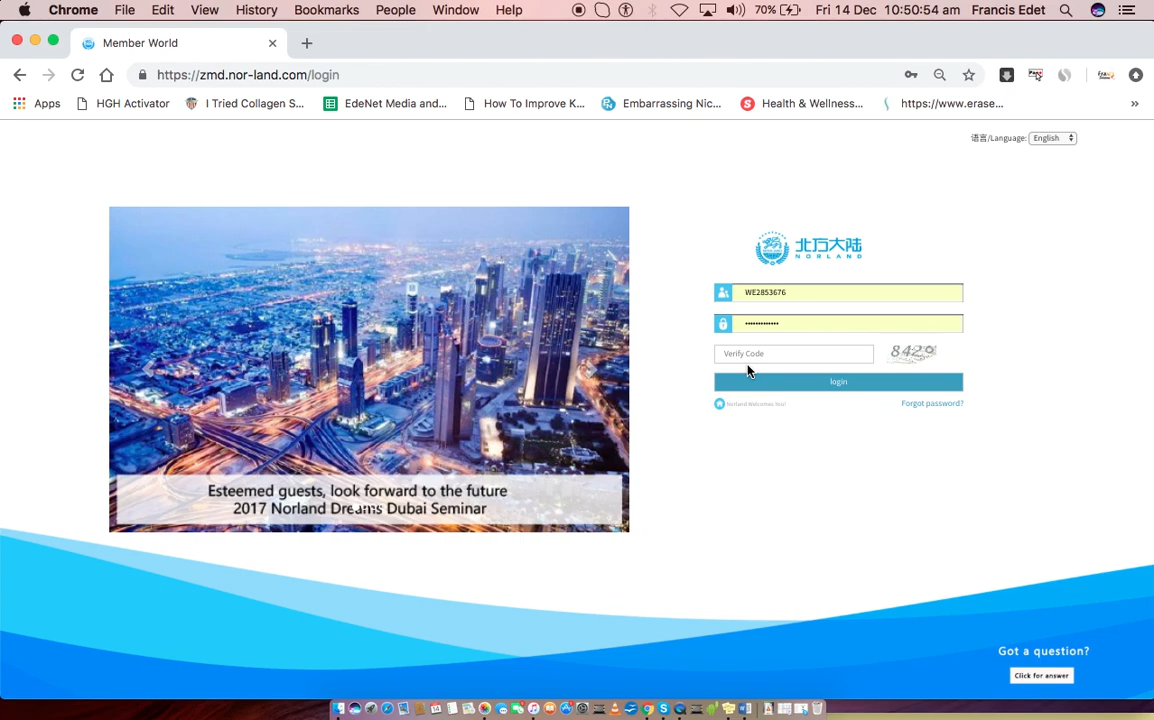 Chrome File Edit View History Bookmarks People Window Help 70% Fri 14 Dec 10:50:54 am Francis Edet
Member World
https://zmd.nor-land.com/login
Apps HGH Activator I Tried Collagen S... EdeNet Media and... How To Improve K... Embarrassing Nic... Health & Wellness... https://www.erase... »
语言/Language: English
北方大陆
NORLAND
WE2853676
•••••••••••••
Verify Code
login
Norland Welcomes You!
Forgot password?
Esteemed guests, look forward to the future
2017 Norland Dreams Dubai Seminar
Got a question?
Click for answer